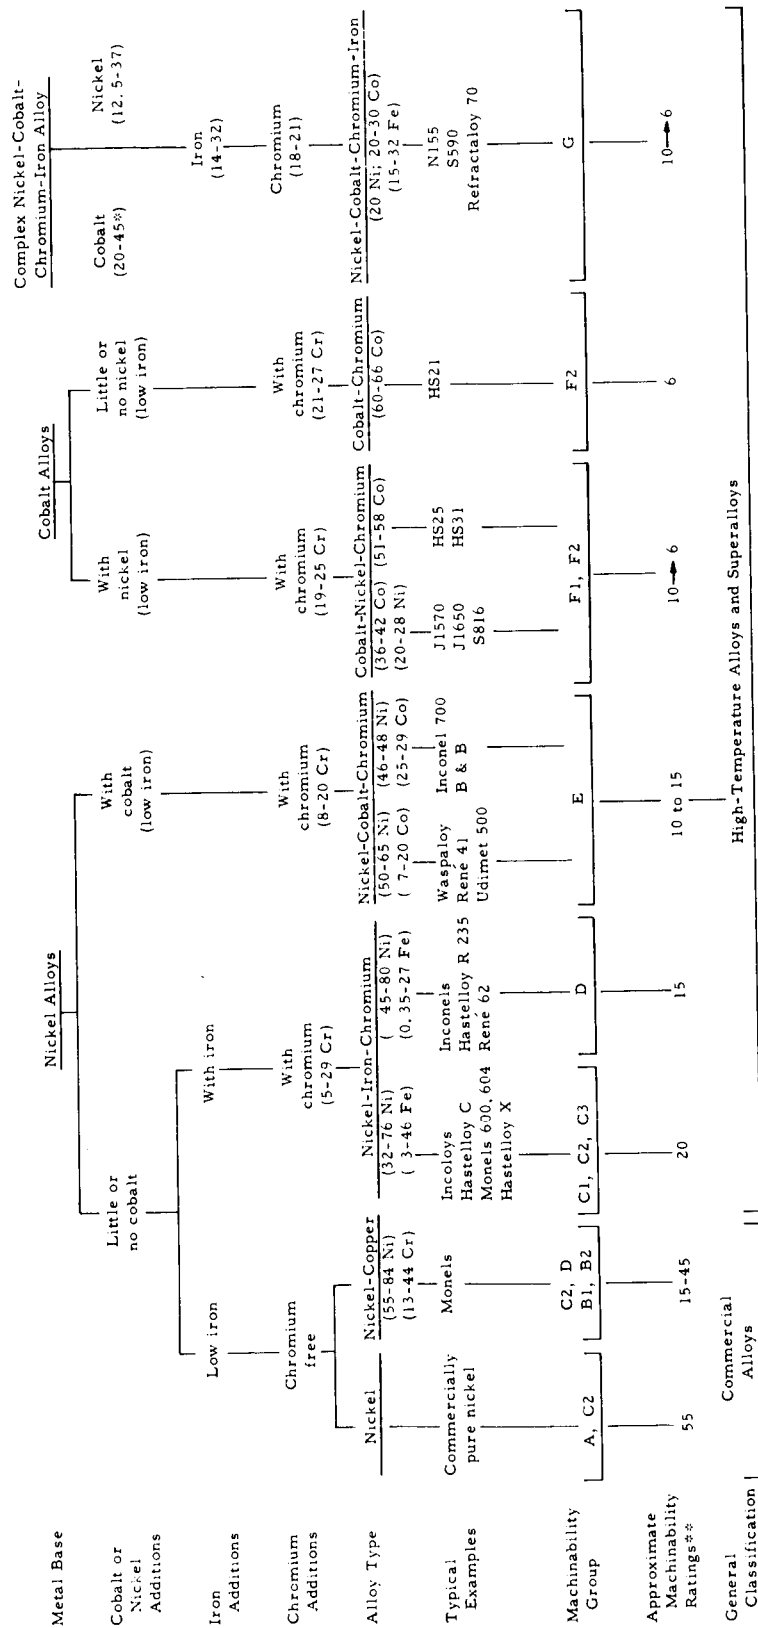 Metal Base
Nickel Alloys
Cobalt Alloys
Complex Nickel-Cobalt-
Chromium-Iron Alloy
Cobalt or
Nickel
Additions
Little or
no cobalt
With
cobalt
(low iron)
With
nickel
(low iron)
Little or
no nickel
(low iron)
Cobalt
(20-45*)
Nickel
(12.5-37)
Iron
Additions
Low iron
With iron
Iron
(14-32)
Chromium
Additions
Chromium
free
With
chromium
(5-29 Cr)
With
chromium
(8-20 Cr)
With
chromium
(19-25 Cr)
With
chromium
(21-27 Cr)
Chromium
(18-21)
Alloy Type
Nickel
Nickel-Copper
(55-84 Ni)
(13-44 Cr)
Nickel-Iron-Chromium
(32-76 Ni)
( 3-46 Fe)
( 45-80 Ni)
(0.35-27 Fe)
Nickel-Cobalt-Chromium
(50-65 Ni)
( 7-20 Co)
(46-48 Ni)
(25-29 Co)
Cobalt-Nickel-Chromium
(36-42 Co)
(20-28 Ni)
(51-58 Co)
Cobalt-Chromium
(60-66 Co)
Nickel-Cobalt-Chromium-Iron
(20 Ni; 20-30 Co)
(15-32 Fe)
Typical
Examples
Commercially
pure nickel
Monels
Incoloys
Hastelloy C
Monels 600, 604
Hastelloy X
Inconels
Hastelloy R 235
René 62
Waspaloy
René 41
Udimet 500
Inconel 700
B & B
J1570
J1650
S816
HS25
HS31
HS21
N155
S590
Refractaloy 70
Machinability
Group
A, C2
C2, D
B1, B2
C1, C2, C3
D
E
F1, F2
F2
G
Approximate
Machinability
Ratings**
55
15-45
20
15
10 to 15
10→6
6
10→6
General
Classification
Commercial
Alloys
High-Temperature Alloys and Superalloys